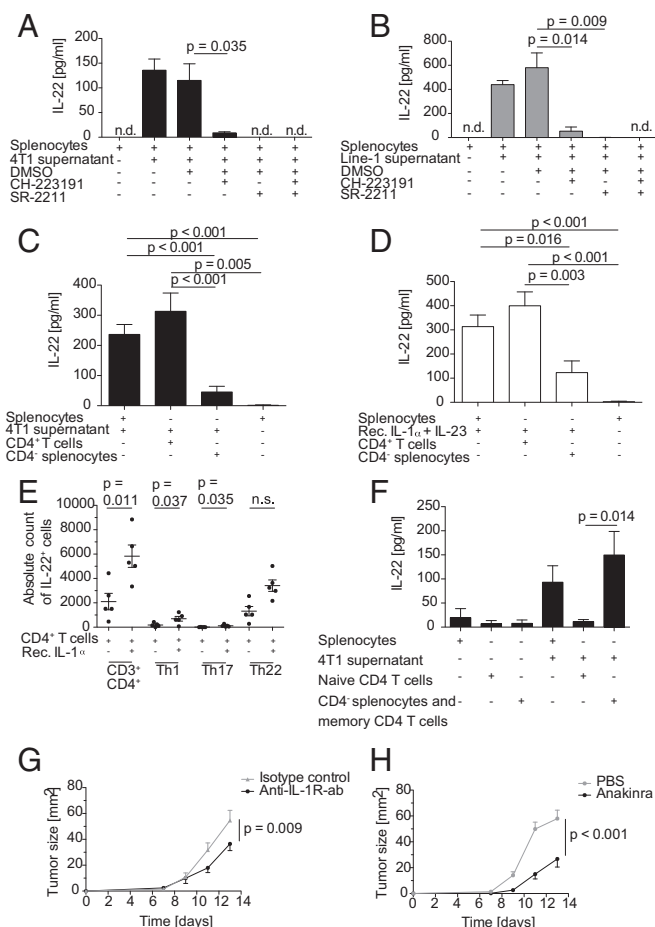 A
p = 0.035
IL-22 [pg/ml]
200
150
100
50
0
n.d. n.d. n.d.
Splenocytes + + + + + +
4T1 supernatant - + + + + +
DMSO - - + + + +
CH-223191 - - - + - +
SR-2211 - - - - + +
B
p = 0.009
p = 0.014
IL-22 [pg/ml]
800
600
400
200
0
n.d. n.d.
Splenocytes + + + + + +
Line-1 supernatant - + + + + +
DMSO - - + + + +
CH-223191 - - - + - +
SR-2211 - - - - + +
C
p < 0.001
p < 0.001
p = 0.005
p < 0.001
IL-22 [pg/ml]
400
300
200
100
0
Splenocytes + - - +
4T1 supernatant + + + -
CD4+ T cells - + - -
CD4- splenocytes - - + -
D
p < 0.001
p = 0.016
p < 0.001
p = 0.003
IL-22 [pg/ml]
500
400
300
200
100
0
Splenocytes + - - +
Rec. IL-1α + IL-23 + + + -
CD4+ T cells - + - -
CD4- splenocytes - - + -
E
p = 0.011
p = 0.037
p = 0.035
n.s.
Absolute count of IL-22+ cells
10000
8000
6000
4000
2000
0
CD4+ T cells + + + + + + + +
Rec. IL-1α - + - + - + - +
CD3+ CD4+
Th1 Th17 Th22
F
p = 0.014
IL-22 [pg/ml]
250
200
150
100
50
0
Splenocytes + - - + - -
4T1 supernatant - - - + + +
Naive CD4 T cells - + - - + -
CD4- splenocytes and memory CD4 T cells - - + - - +
G
Isotype control
Anti-IL-1R-ab
p = 0.009
Tumor size [mm2]
80
60
40
20
0
0 2 4 6 8 10 12 14
Time [days]
H
PBS
Anakinra
p < 0.001
Tumor size [mm2]
80
60
40
20
0
0 2 4 6 8 10 12 14
Time [days]